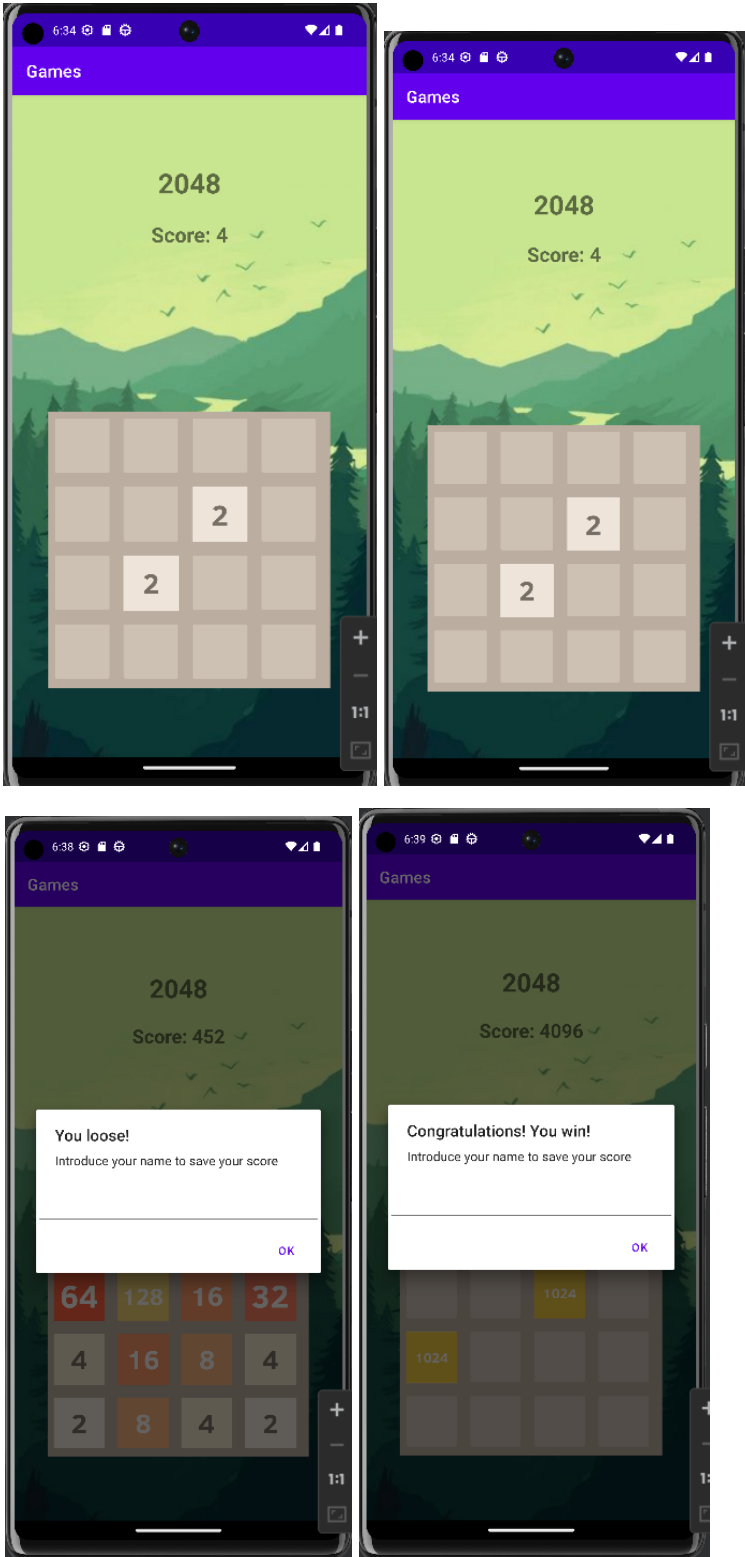 6:34
Games
2048
Score: 4
2
2
1:1
6:34
Games
2048
Score: 4
2
2
1:1
6:38
Games
2048
Score: 452
You loose!
Introduce your name to save your score
OK
64 128 16 32
4 16 8 4
2 8 4 2
1:1
6:39
Games
2048
Score: 4096
Congratulations! You win!
Introduce your name to save your score
OK
1024
1024
1: